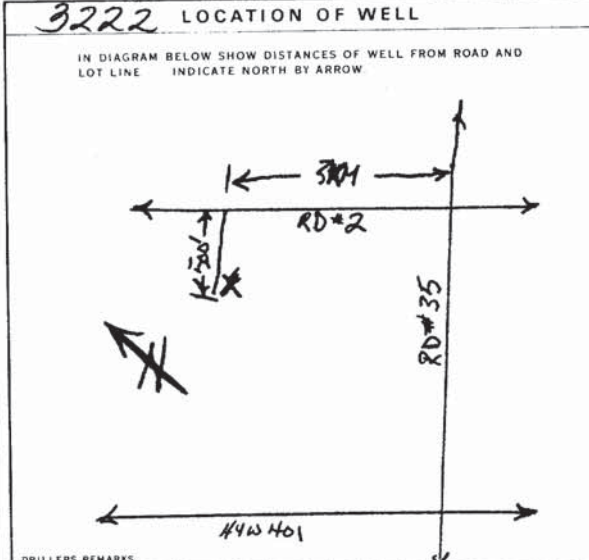 3222 LOCATION OF WELL
IN DIAGRAM BELOW SHOW DISTANCES OF WELL FROM ROAD AND
LOT LINE INDICATE NORTH BY ARROW
RD #2
RD #35
N
HYW 401
DRILLERS REMARKS